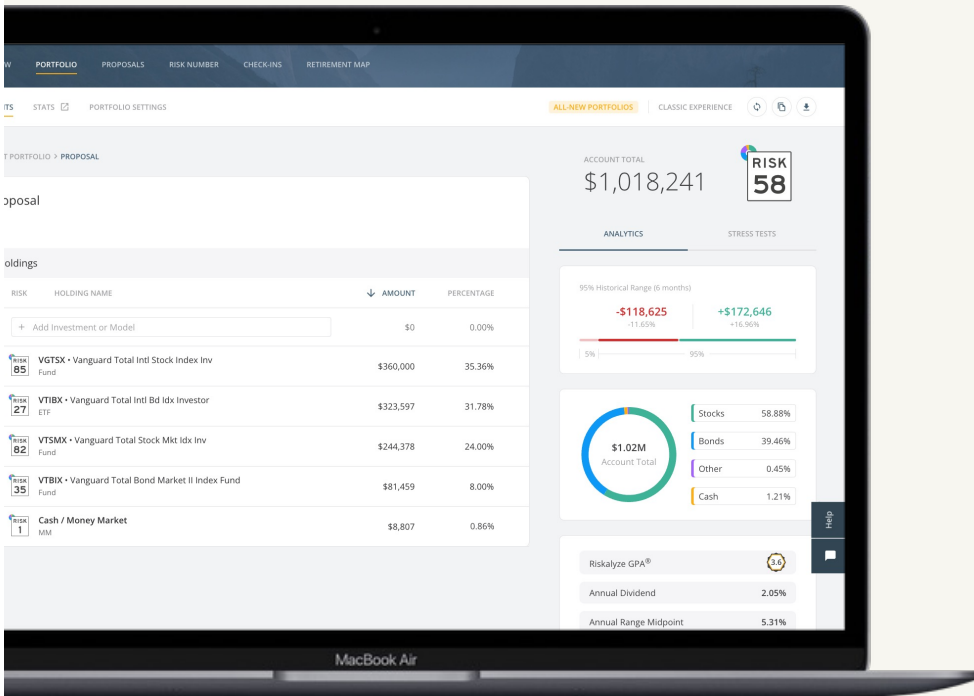 PORTFOLIO PROPOSALS RISK NUMBER CHECK-INS RETIREMENT MAP
STATS PORTFOLIO SETTINGS ALL-NEW PORTFOLIOS CLASSIC EXPERIENCE
T PORTFOLIO > PROPOSAL
oposal
ACCOUNT TOTAL
$1,018,241
RISK
58
ANALYTICS STRESS TESTS
oldings
RISK HOLDING NAME AMOUNT PERCENTAGE
+ Add Investment or Model $0 0.00%
RISK 85 VGTSX • Vanguard Total Intl Stock Index Inv $360,000 35.36%
Fund
RISK 27 VTIBX • Vanguard Total Intl Bd Idx Investor $323,597 31.78%
ETF
RISK 82 VTSMX • Vanguard Total Stock Mkt Idx Inv $244,378 24.00%
Fund
RISK 35 VTBIX • Vanguard Total Bond Market II Index Fund $81,459 8.00%
Fund
RISK 1 Cash / Money Market $8,807 0.86%
MM
95% Historical Range (6 months)
-$118,625 +$172,646
-11.65% +16.96%
5% 95%
$1.02M
Account Total
Stocks 58.88%
Bonds 39.46%
Other 0.45%
Cash 1.21%
Help
Riskalyze GPA® 3.6
Annual Dividend 2.05%
Annual Range Midpoint 5.31%
MacBook Air